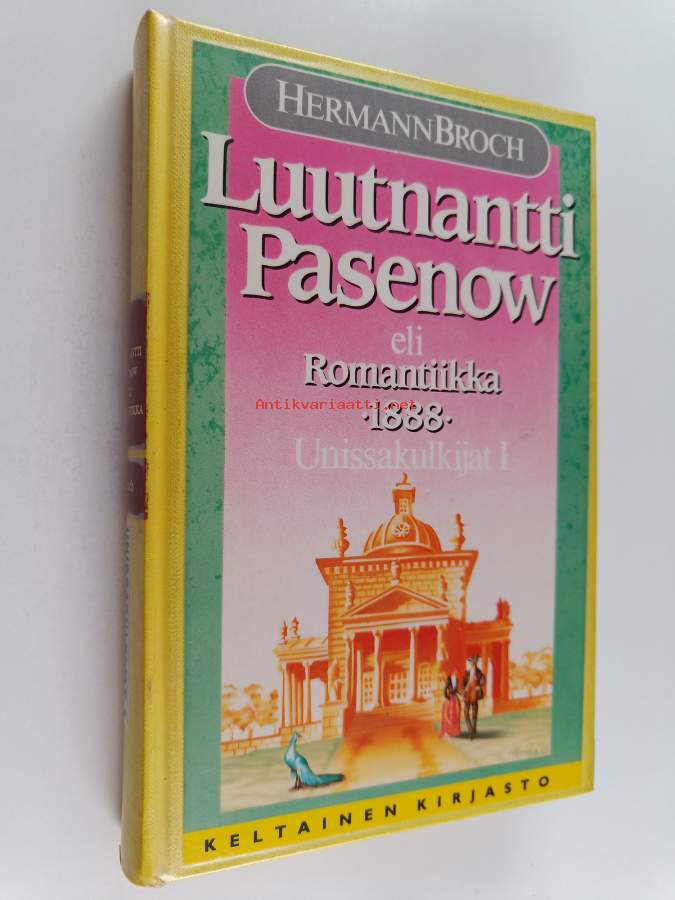 HERMANN BROCH
Luutnantti
Pasenow
eli
Romantiikka
Antikvariaatti.net
·1888·
Unissakulkijat I
KELTAINEN KIRJASTO